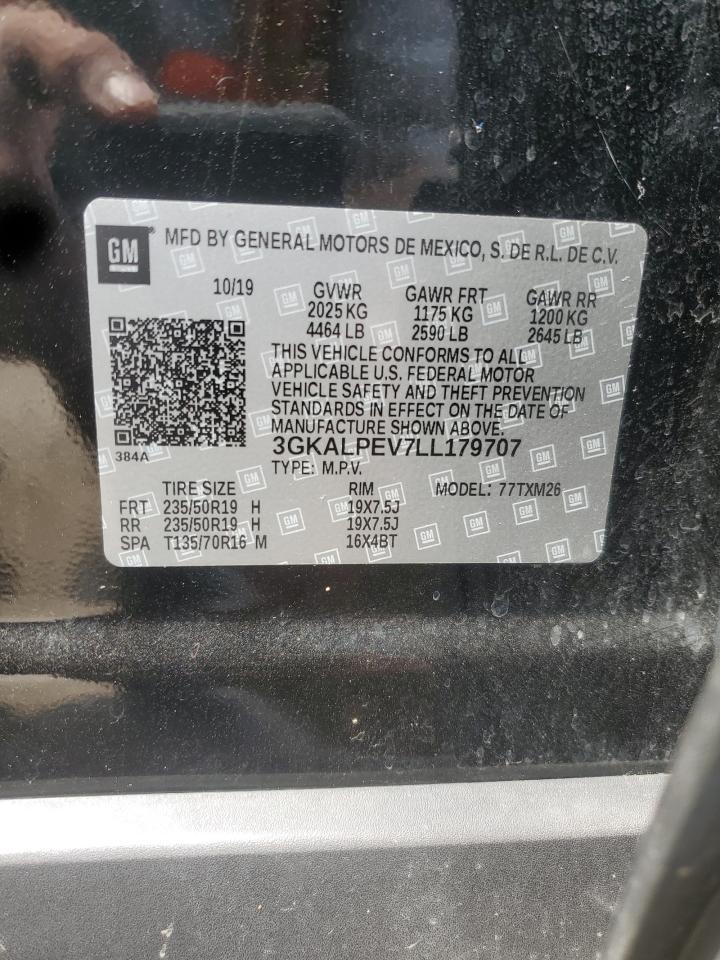 GM
MFD BY GENERAL MOTORS DE MEXICO, S. DE R.L. DE C.V.
10/19 GVWR GAWR FRT GAWR RR
2025 KG 1175 KG 1200 KG
4464 LB 2590 LB 2645 LB
THIS VEHICLE CONFORMS TO ALL
APPLICABLE U.S. FEDERAL MOTOR
VEHICLE SAFETY AND THEFT PREVENTION
STANDARDS IN EFFECT ON THE DATE OF
MANUFACTURE SHOWN ABOVE.
384A
3GKALPEV7LL179707
TYPE: M.P.V.
TIRE SIZE RIM MODEL: 77TXM26
FRT 235/50R19 H 19X7.5J
RR 235/50R19 H 19X7.5J
SPA T135/70R16 M 16X4BT